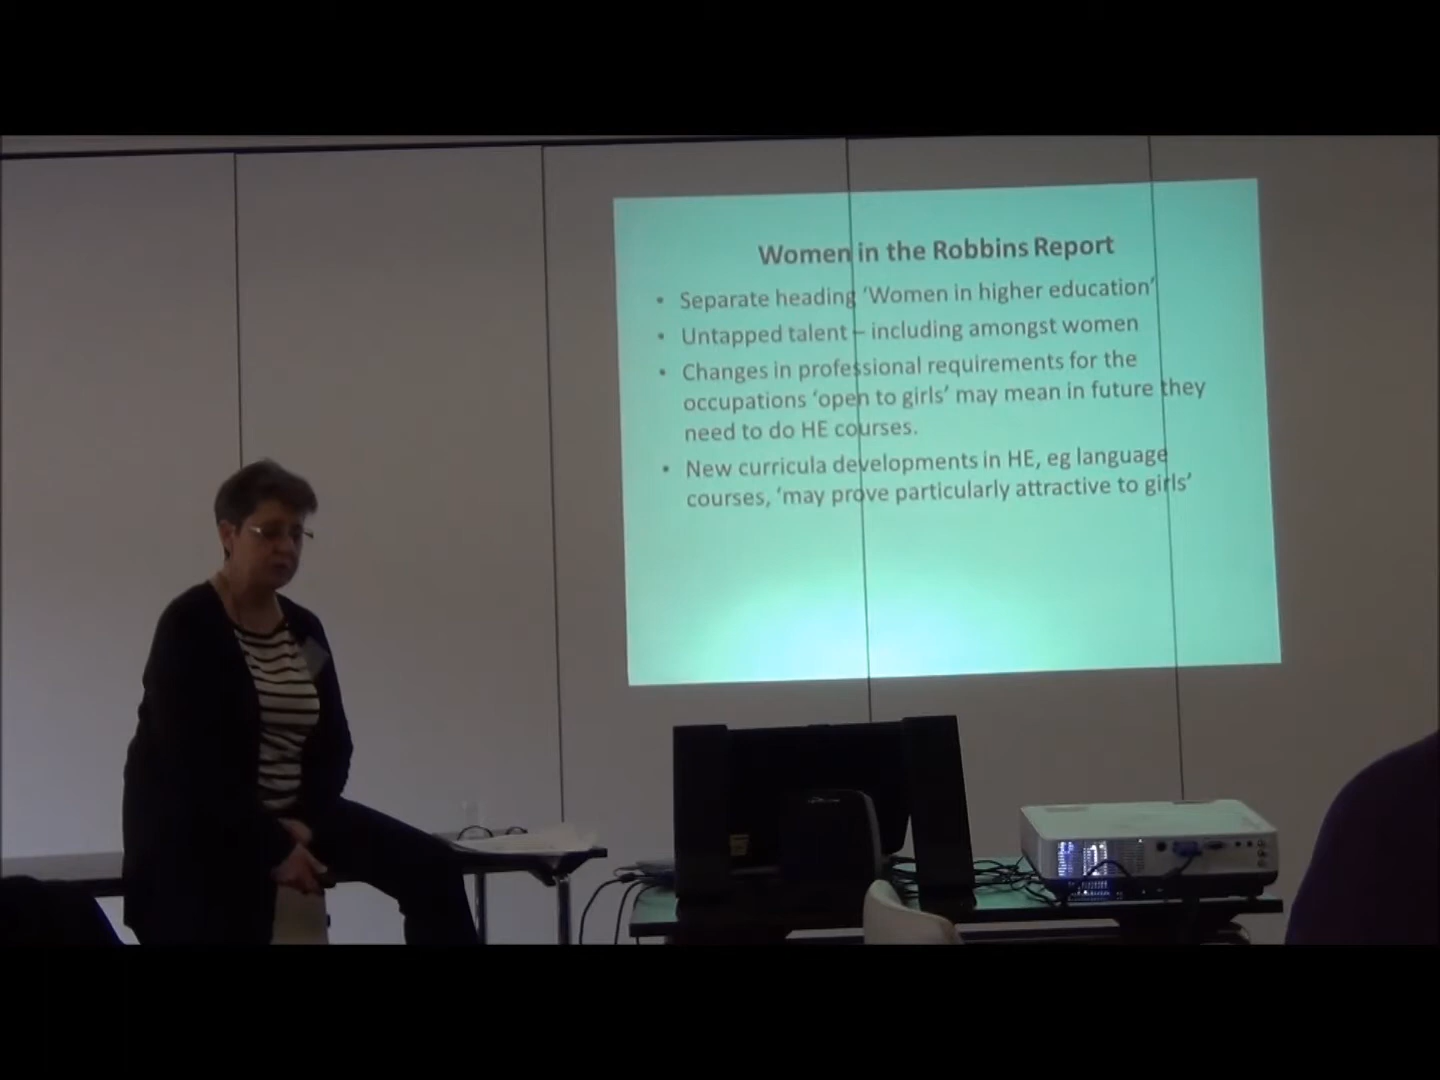 Women in the Robbins Report
• Separate heading ‘Women in higher education’
• Untapped talent – including amongst women
• Changes in professional requirements for the
occupations ‘open to girls’ may mean in future they
need to do HE courses.
• New curricula developments in HE, eg language
courses, ‘may prove particularly attractive to girls’